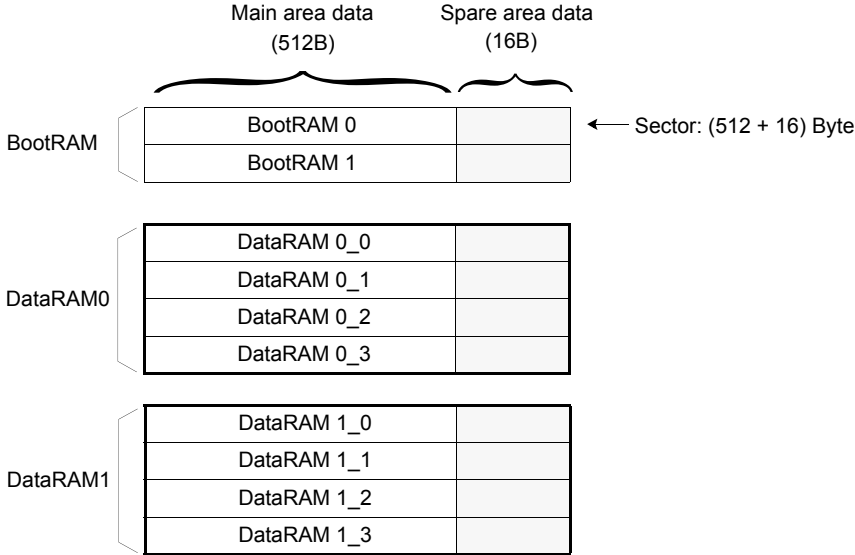 Main area data
(512B)
Spare area data
(16B)
BootRAM
BootRAM 0
BootRAM 1
Sector: (512 + 16) Byte
DataRAM0
DataRAM 0_0
DataRAM 0_1
DataRAM 0_2
DataRAM 0_3
DataRAM1
DataRAM 1_0
DataRAM 1_1
DataRAM 1_2
DataRAM 1_3